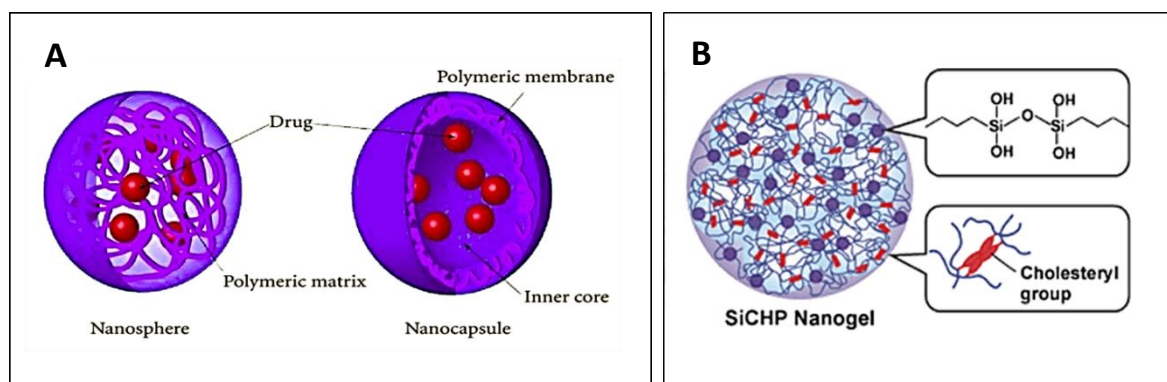 A
Polymeric membrane
Drug
Polymeric matrix
Inner core
Nanosphere
Nanocapsule
B
OH
OH
Si
O
Si
OH
OH
Cholesteryl
group
SiCHP Nanogel